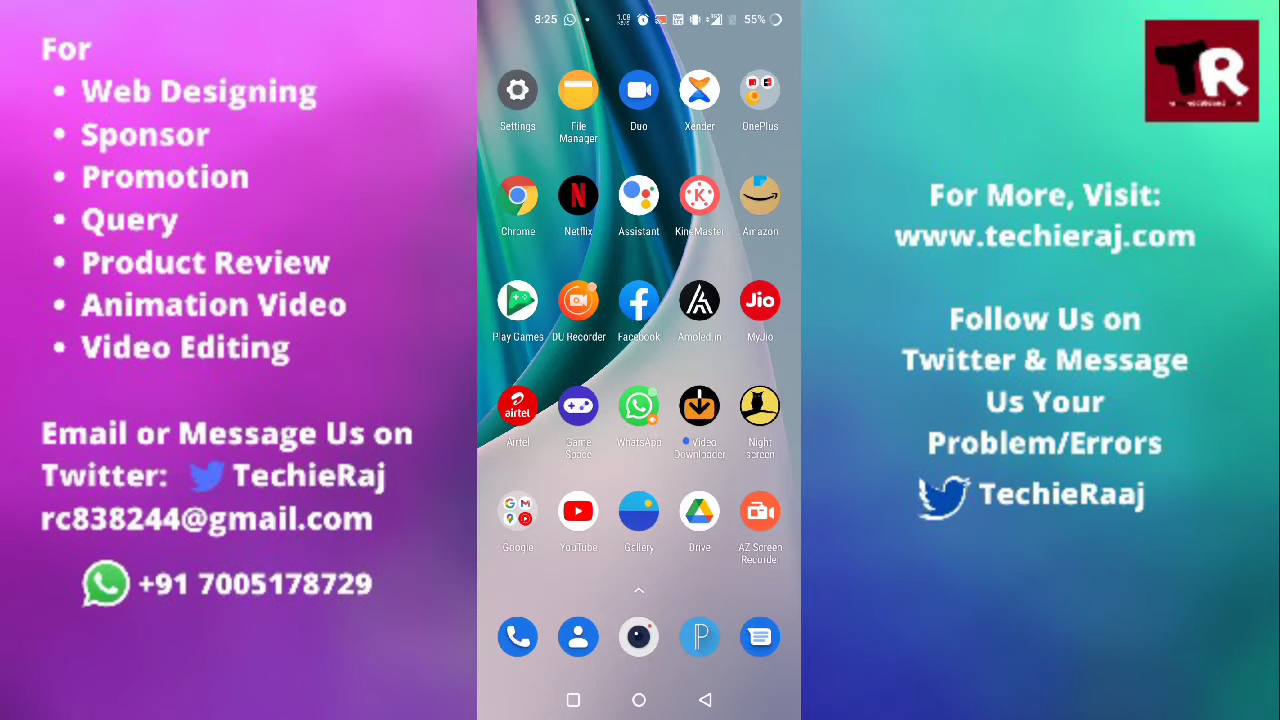 For
• Web Designing
• Sponsor
• Promotion
• Query
• Product Review
• Animation Video
• Video Editing
Email or Message Us on
Twitter: TechieRaj
rc838244@gmail.com
+91 7005178729
8:25 1.08 KB/S 55%
Settings
File Manager
Duo
Xender
OnePlus
Chrome
Netflix
Assistant
KineMaster
Amazon
Play Games
DU Recorder
Facebook
Amoled.in
Jio
MyJio
airtel
Airtel
Game Space
WhatsApp
Video Downloader
Night screen
Google
YouTube
Gallery
Drive
AZ Screen Recorder
TR
For More, Visit:
www.techieraj.com
Follow Us on
Twitter & Message
Us Your
Problem/Errors
TechieRaaj